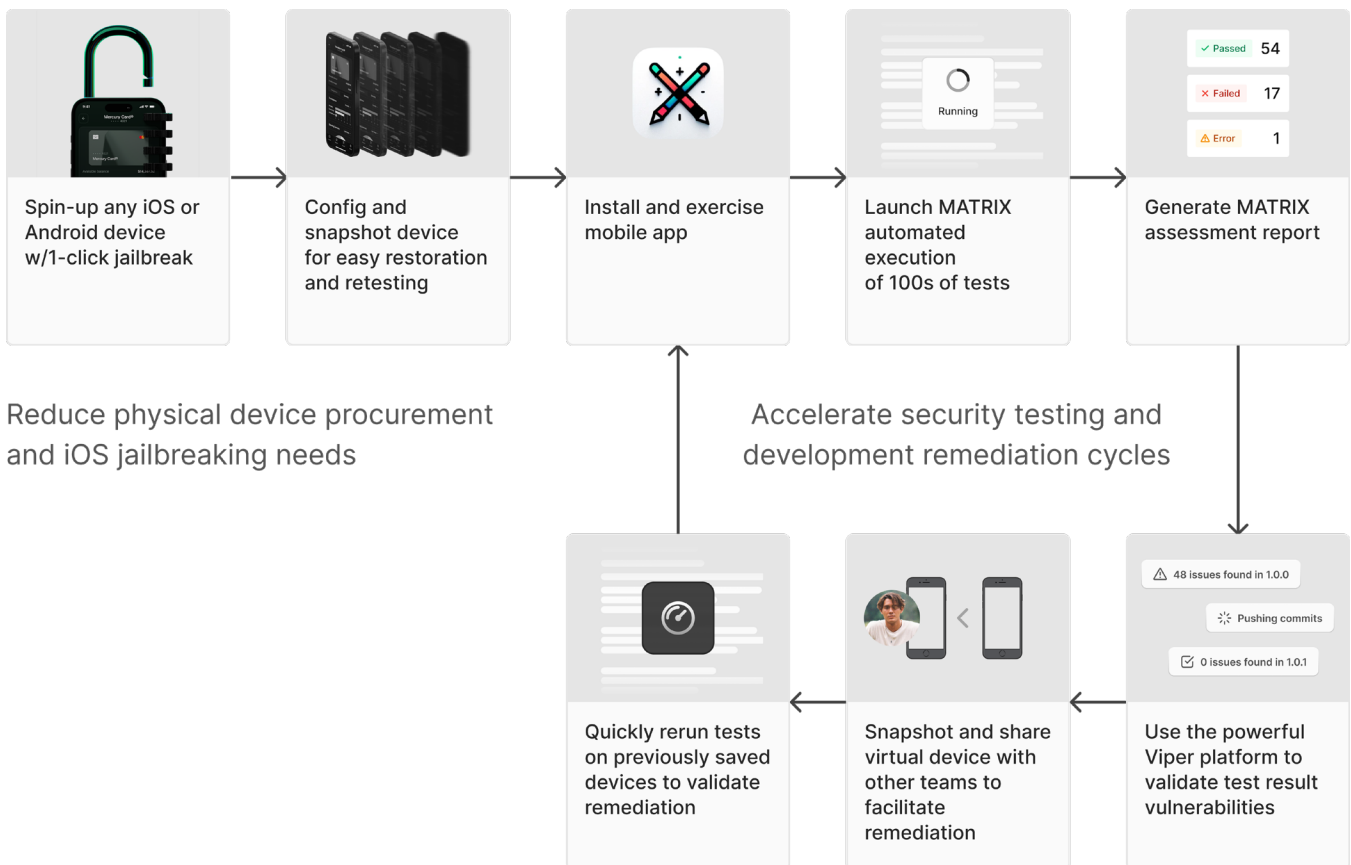 Mercury Card
Mercury Card
Passed 54
Failed 17
Error 1
Running
Spin-up any iOS or
Android device
w/1-click jailbreak
Config and
snapshot device
for easy restoration
and retesting
Install and exercise
mobile app
Launch MATRIX
automated
execution
of 100s of tests
Generate MATRIX
assessment report
Reduce physical device procurement
and iOS jailbreaking needs
Accelerate security testing and
development remediation cycles
48 issues found in 1.0.0
Pushing commits
0 issues found in 1.0.1
Quickly rerun tests
on previously saved
devices to validate
remediation
Snapshot and share
virtual device with
other teams to
facilitate
remediation
Use the powerful
Viper platform to
validate test result
vulnerabilities